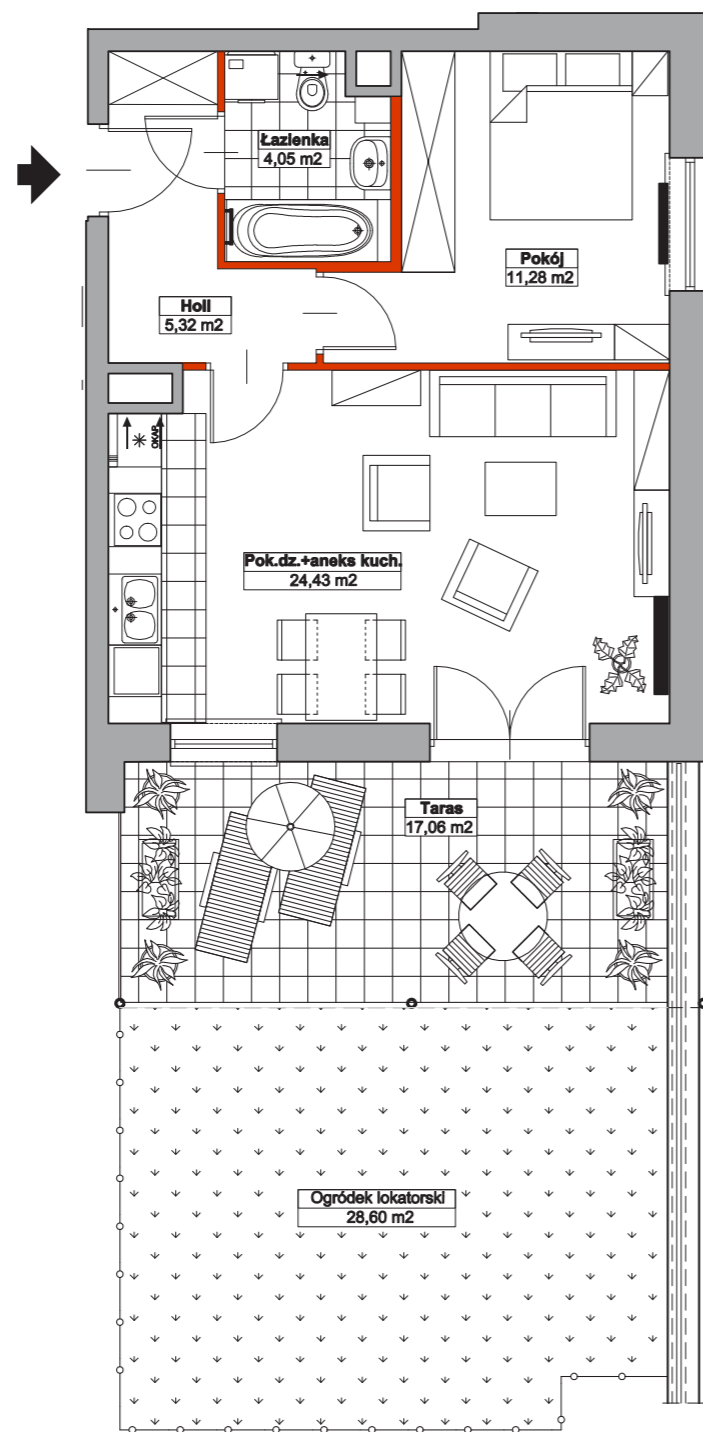 Łazienka
4,05 m2
Pokój
11,28 m2
Holl
5,32 m2
OKAP
Pok.dz.+aneks kuch.
24,43 m2
Taras
17,06 m2
Ogródek lokatorski
28,60 m2